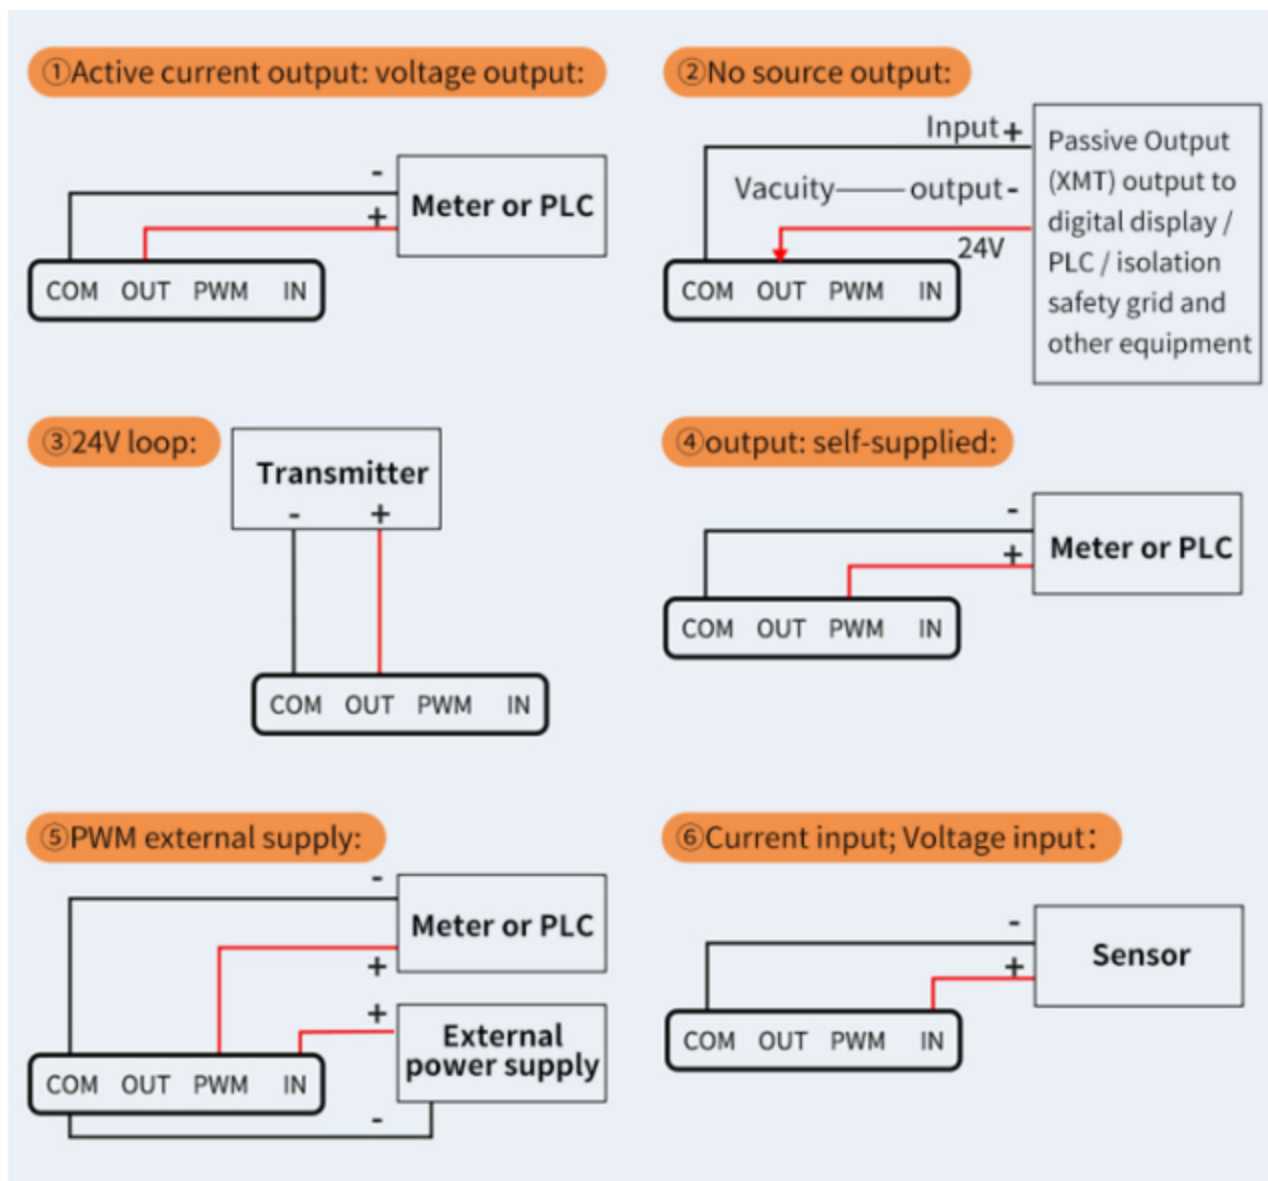 ①Active current output: voltage output:
-
Meter or PLC
+
COM OUT PWM IN
②No source output:
Input+
Vacuity—— output-
24V
Passive Output
(XMT) output to
digital display /
PLC / isolation
safety grid and
other equipment
COM OUT PWM IN
③24V loop:
Transmitter
- +
COM OUT PWM IN
④output: self-supplied:
-
Meter or PLC
+
COM OUT PWM IN
⑤PWM external supply:
-
Meter or PLC
+
+
External
power supply
COM OUT PWM IN
-
⑥Current input; Voltage input：
-
Sensor
+
COM OUT PWM IN